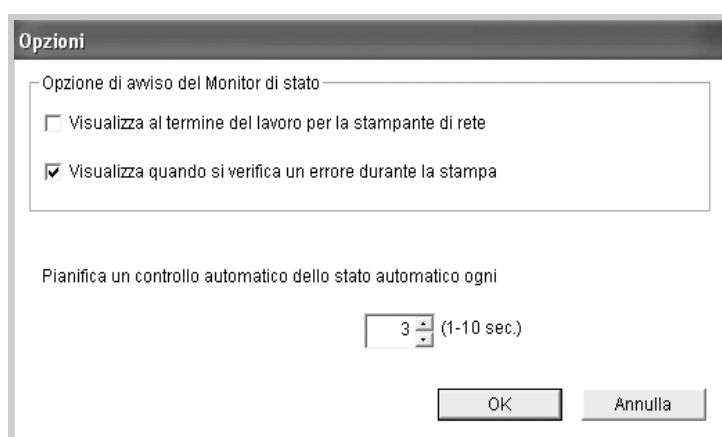 Opzioni
Opzione di avviso del Monitor di stato
Visualizza al termine del lavoro per la stampante di rete
Visualizza quando si verifica un errore durante la stampa
Pianifica un controllo automatico dello stato automatico ogni
3 (1-10 sec.)
OK Annulla